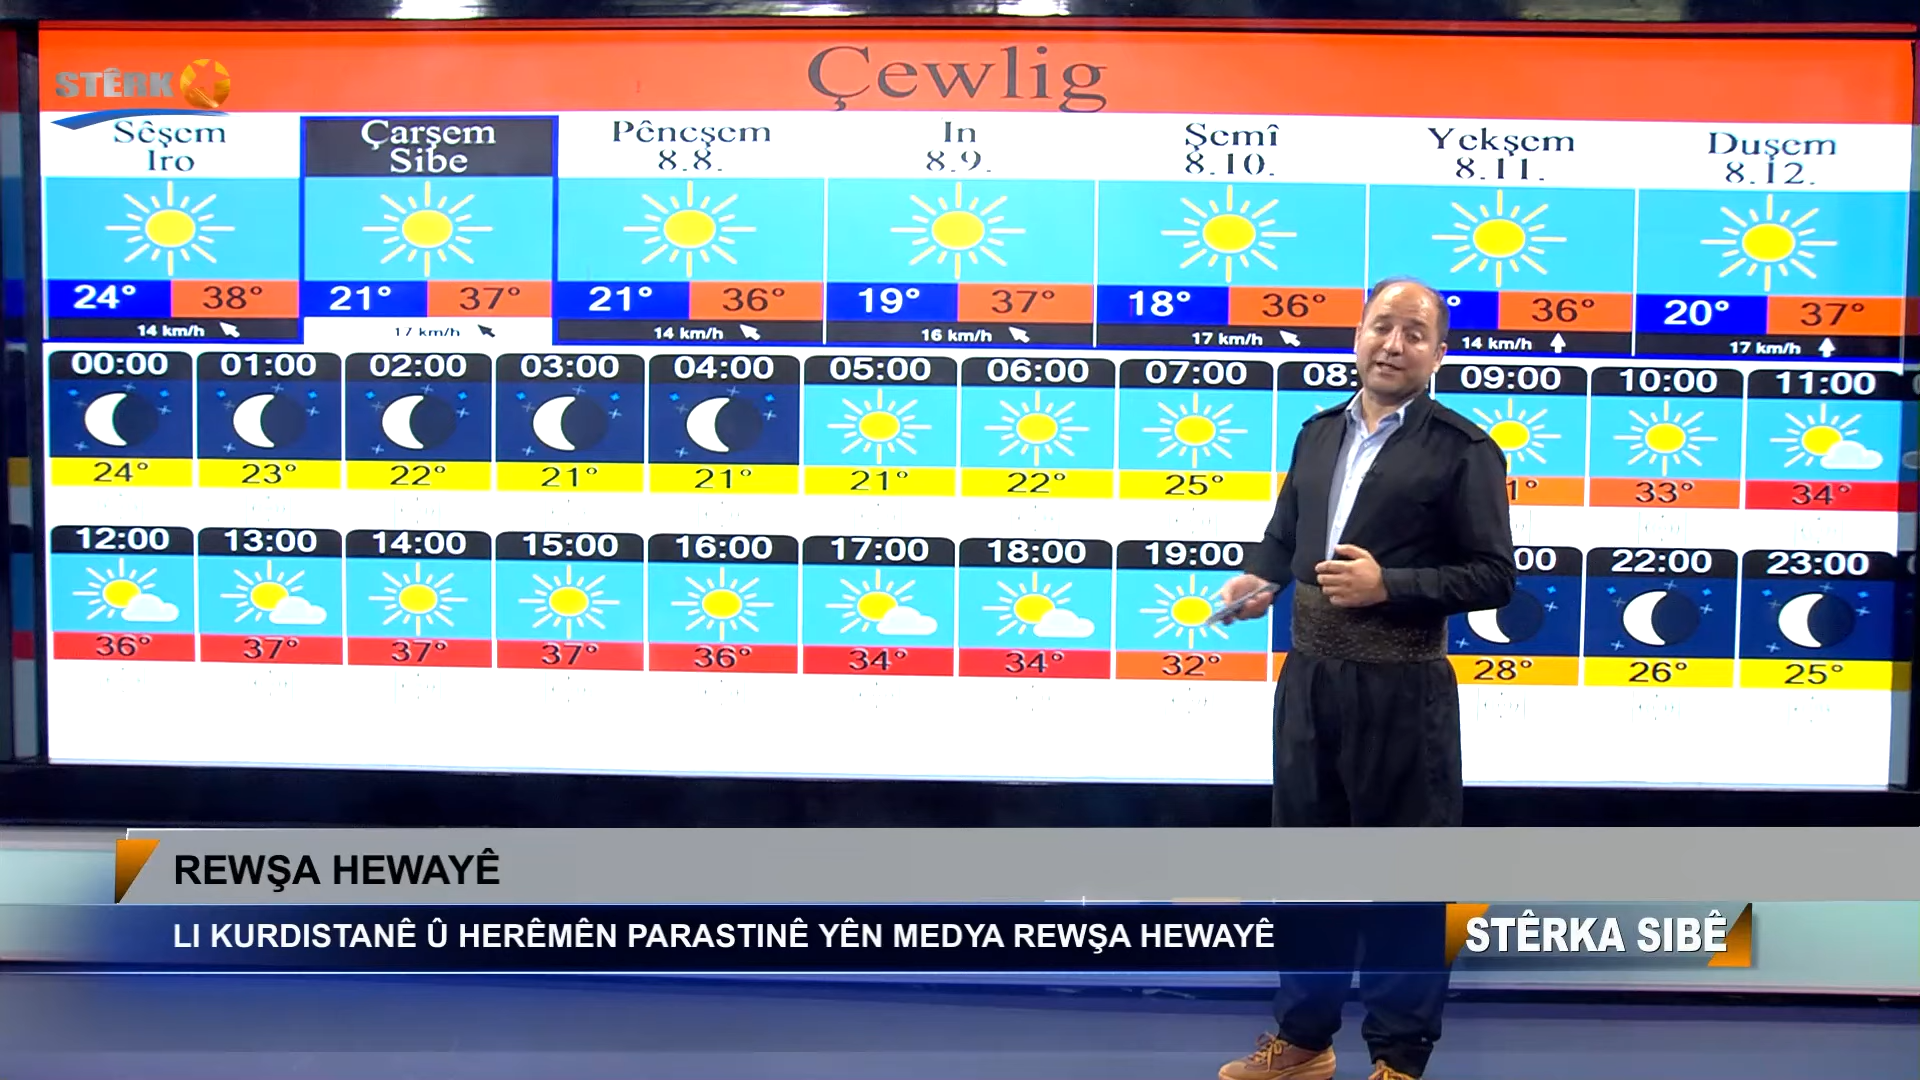 Çewlig
STÊRK
Sêşem Çarşem Pêncşem In Şemî Yekşem Duşem
Iro Sibe 8.8. 8.9. 8.10. 8.11. 8.12.
24° 38° 21° 37° 21° 36° 19° 37° 18° 36° ° 36° 20° 37°
14 km/h 17 km/h 14 km/h 16 km/h 17 km/h 14 km/h 17 km/h
00:00 01:00 02:00 03:00 04:00 05:00 06:00 07:00 08: 09:00 10:00 11:00
24° 23° 22° 21° 21° 21° 22° 25° 1° 33° 34°
12:00 13:00 14:00 15:00 16:00 17:00 18:00 19:00 :00 22:00 23:00
36° 37° 37° 37° 36° 34° 34° 32° 28° 26° 25°
REWŞA HEWAYÊ
LI KURDISTANÊ Û HERÊMÊN PARASTINÊ YÊN MEDYA REWŞA HEWAYÊ
STÊRKA SIBÊ